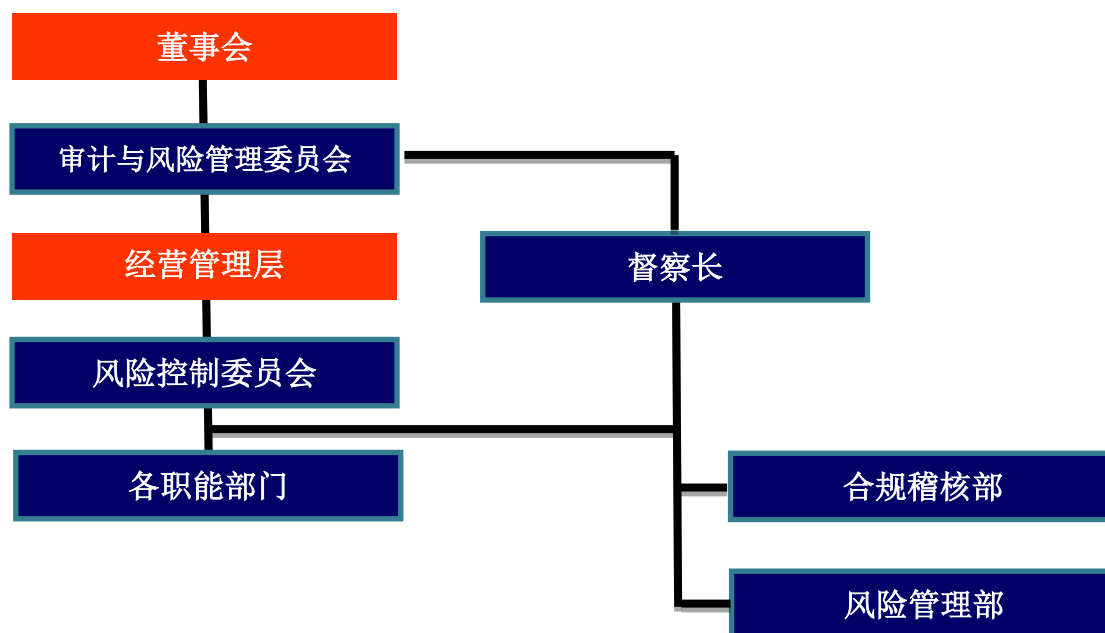 董事会
审计与风险管理委员会
经营管理层
督察长
风险控制委员会
各职能部门
合规稽核部
风险管理部